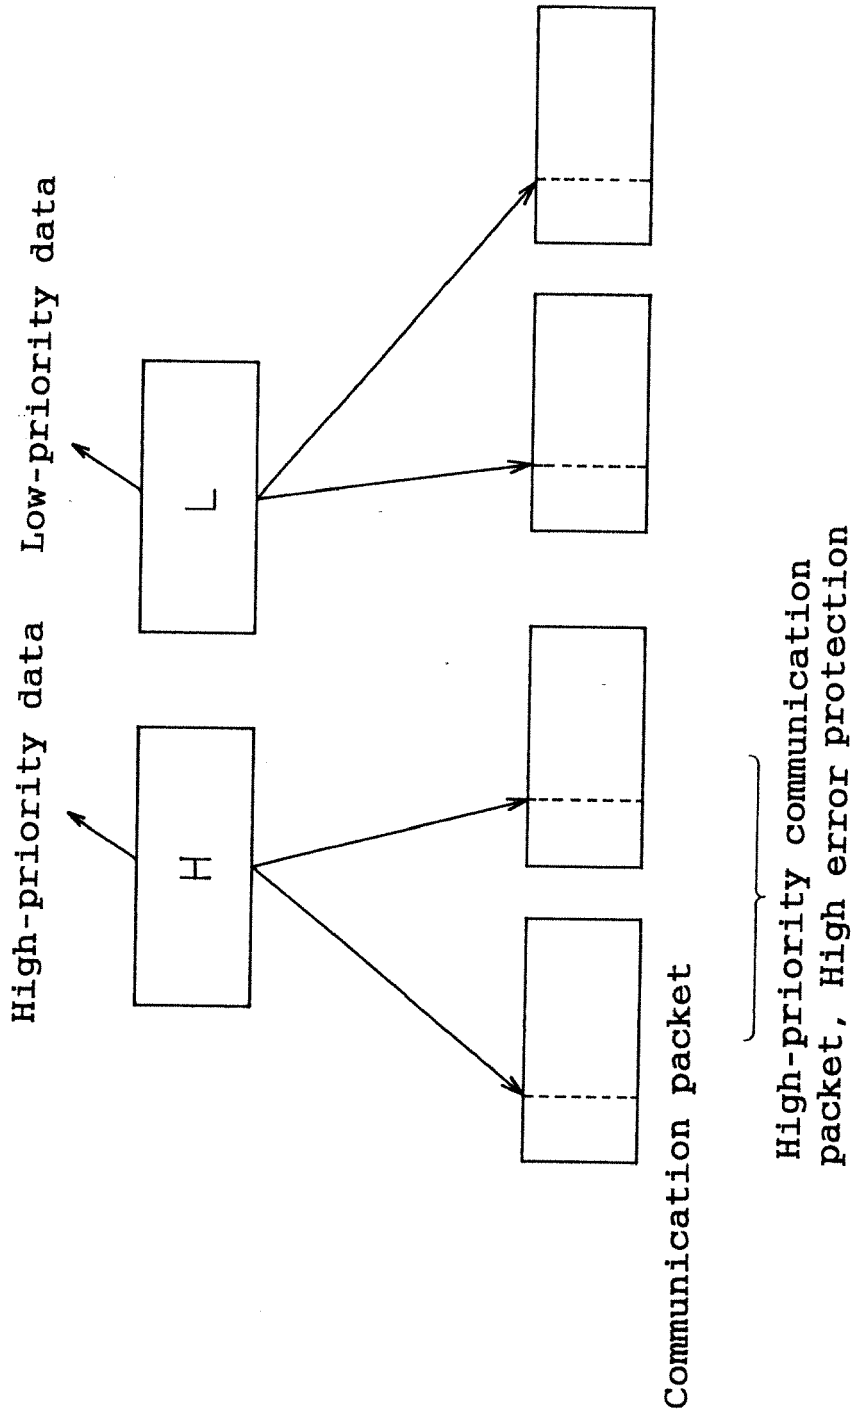 High-priority data
Low-priority data
H
L
Communication packet
High-priority communication
packet, High error protection